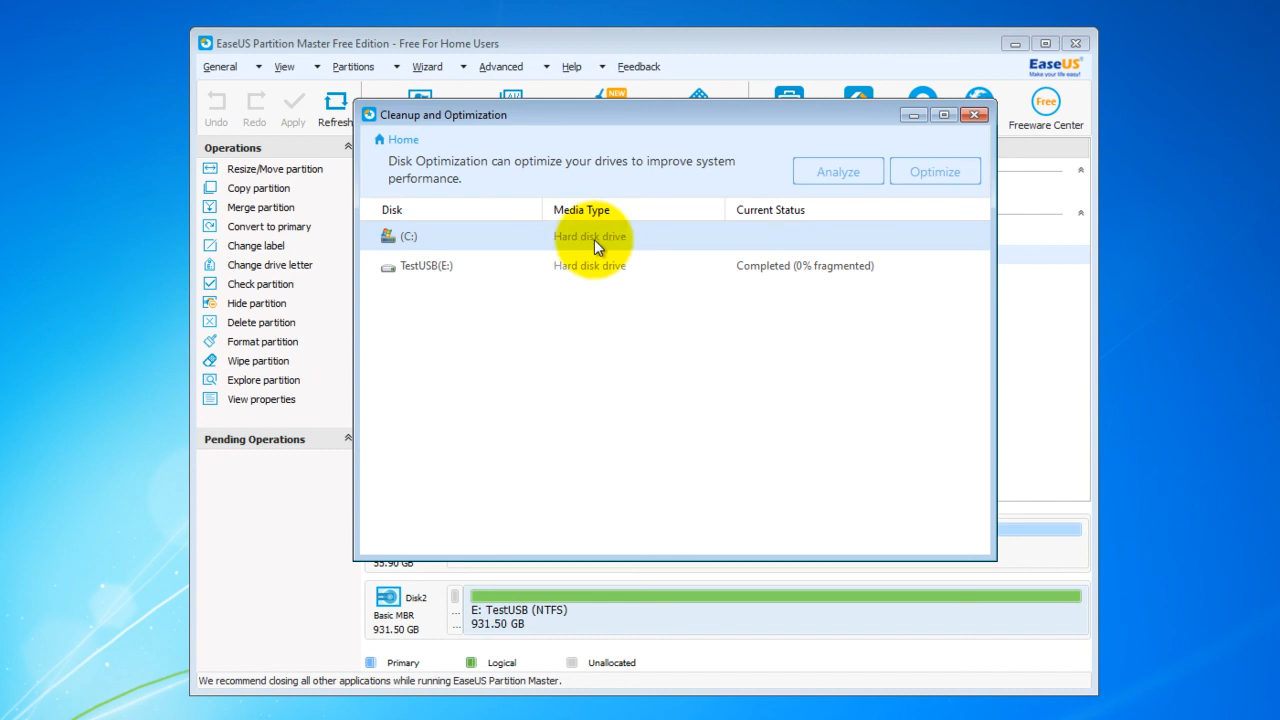 EaseUS Partition Master Free Edition - Free For Home Users
General View Partitions Wizard Advanced Help Feedback
EaseUS
Make your life easy!
NEW
Free
Undo Redo Apply Refresh
Freeware Center
Cleanup and Optimization
Home
Disk Optimization can optimize your drives to improve system
performance.
Analyze Optimize
Disk Media Type Current Status
(C:) Hard disk drive
TestUSB(E:) Hard disk drive Completed (0% fragmented)
Operations
Resize/Move partition
Copy partition
Merge partition
Convert to primary
Change label
Change drive letter
Check partition
Hide partition
Delete partition
Format partition
Wipe partition
Explore partition
View properties
Pending Operations
55.90 GB
Disk2
Basic MBR
931.50 GB
...
...
E: TestUSB (NTFS)
931.50 GB
Primary Logical Unallocated
We recommend closing all other applications while running EaseUS Partition Master.